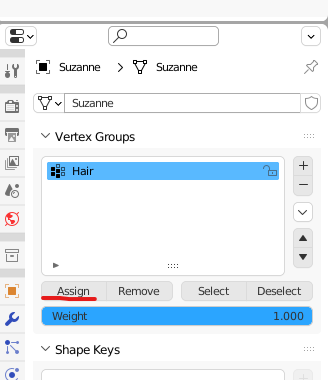 Suzanne > Suzanne
Suzanne
Vertex Groups
Hair
Assign Remove Select Deselect
Weight 1.000
Shape Keys